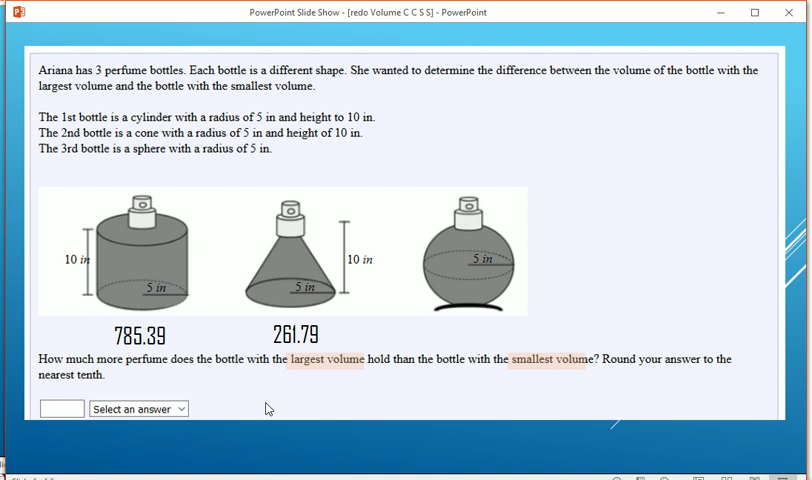 PowerPoint Slide Show - [redo Volume C C S S] - PowerPoint
Ariana has 3 perfume bottles. Each bottle is a different shape. She wanted to determine the difference between the volume of the bottle with the
largest volume and the bottle with the smallest volume.
The 1st bottle is a cylinder with a radius of 5 in and height to 10 in.
The 2nd bottle is a cone with a radius of 5 in and height of 10 in.
The 3rd bottle is a sphere with a radius of 5 in.
10 in 5 in
5 in 10 in
5 in
785.39 261.79
How much more perfume does the bottle with the largest volume hold than the bottle with the smallest volume? Round your answer to the
nearest tenth.
Select an answer